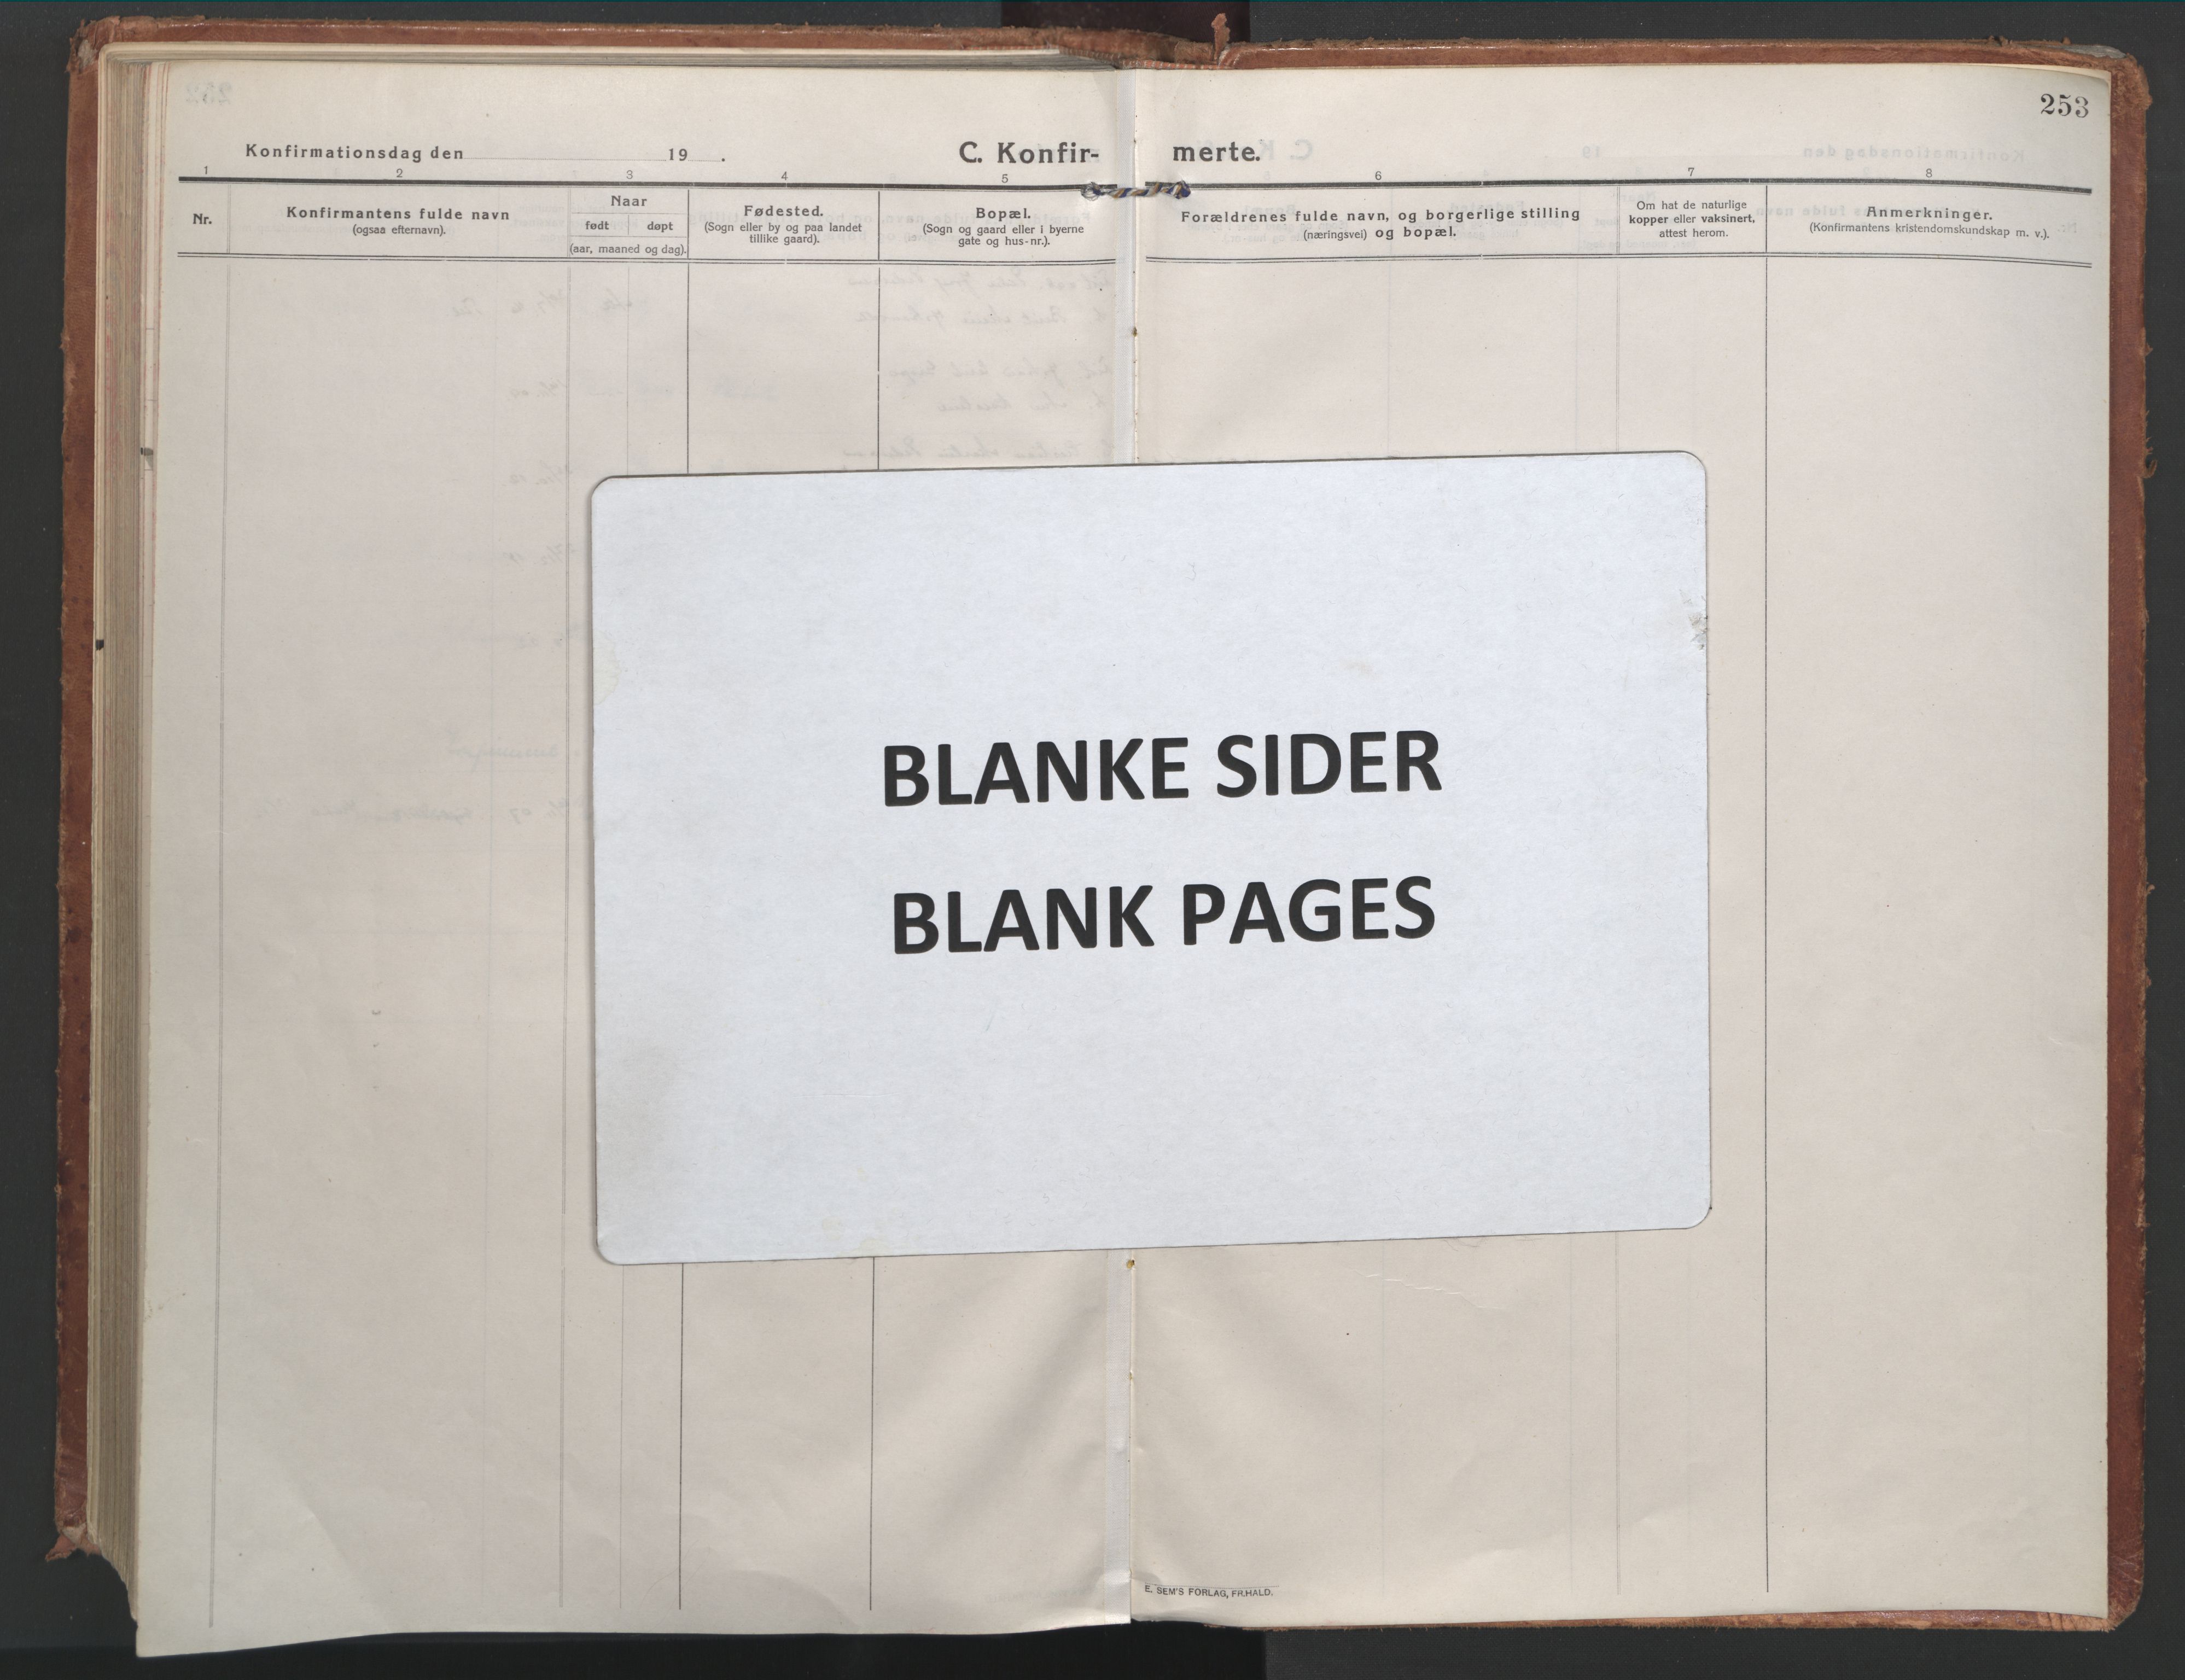 253
Konfirmationsdag den 19 .
C. Konfir- merte.
1 2 3 4 5 6 7 8
Nr.
Konfirmantens fulde navn
(ogsaa efternavn).
Naar
født døpt
(aar, maaned og dag).
Fødested.
(Sogn eller by og paa landet
tillike gaard).
Bopæl.
(Sogn og gaard eller i byerne
gate og hus-nr.).
Forældrenes fulde navn, og borgerlige stilling
(næringsvei) og bopæl.
Om hat de naturlige
kopper eller vaksinert,
attest herom.
Anmerkninger.
(Konfirmantens kristendomskundskap m. v.).
BLANKE SIDER
BLANK PAGES
E. SEM'S FORLAG, FR.HALD.